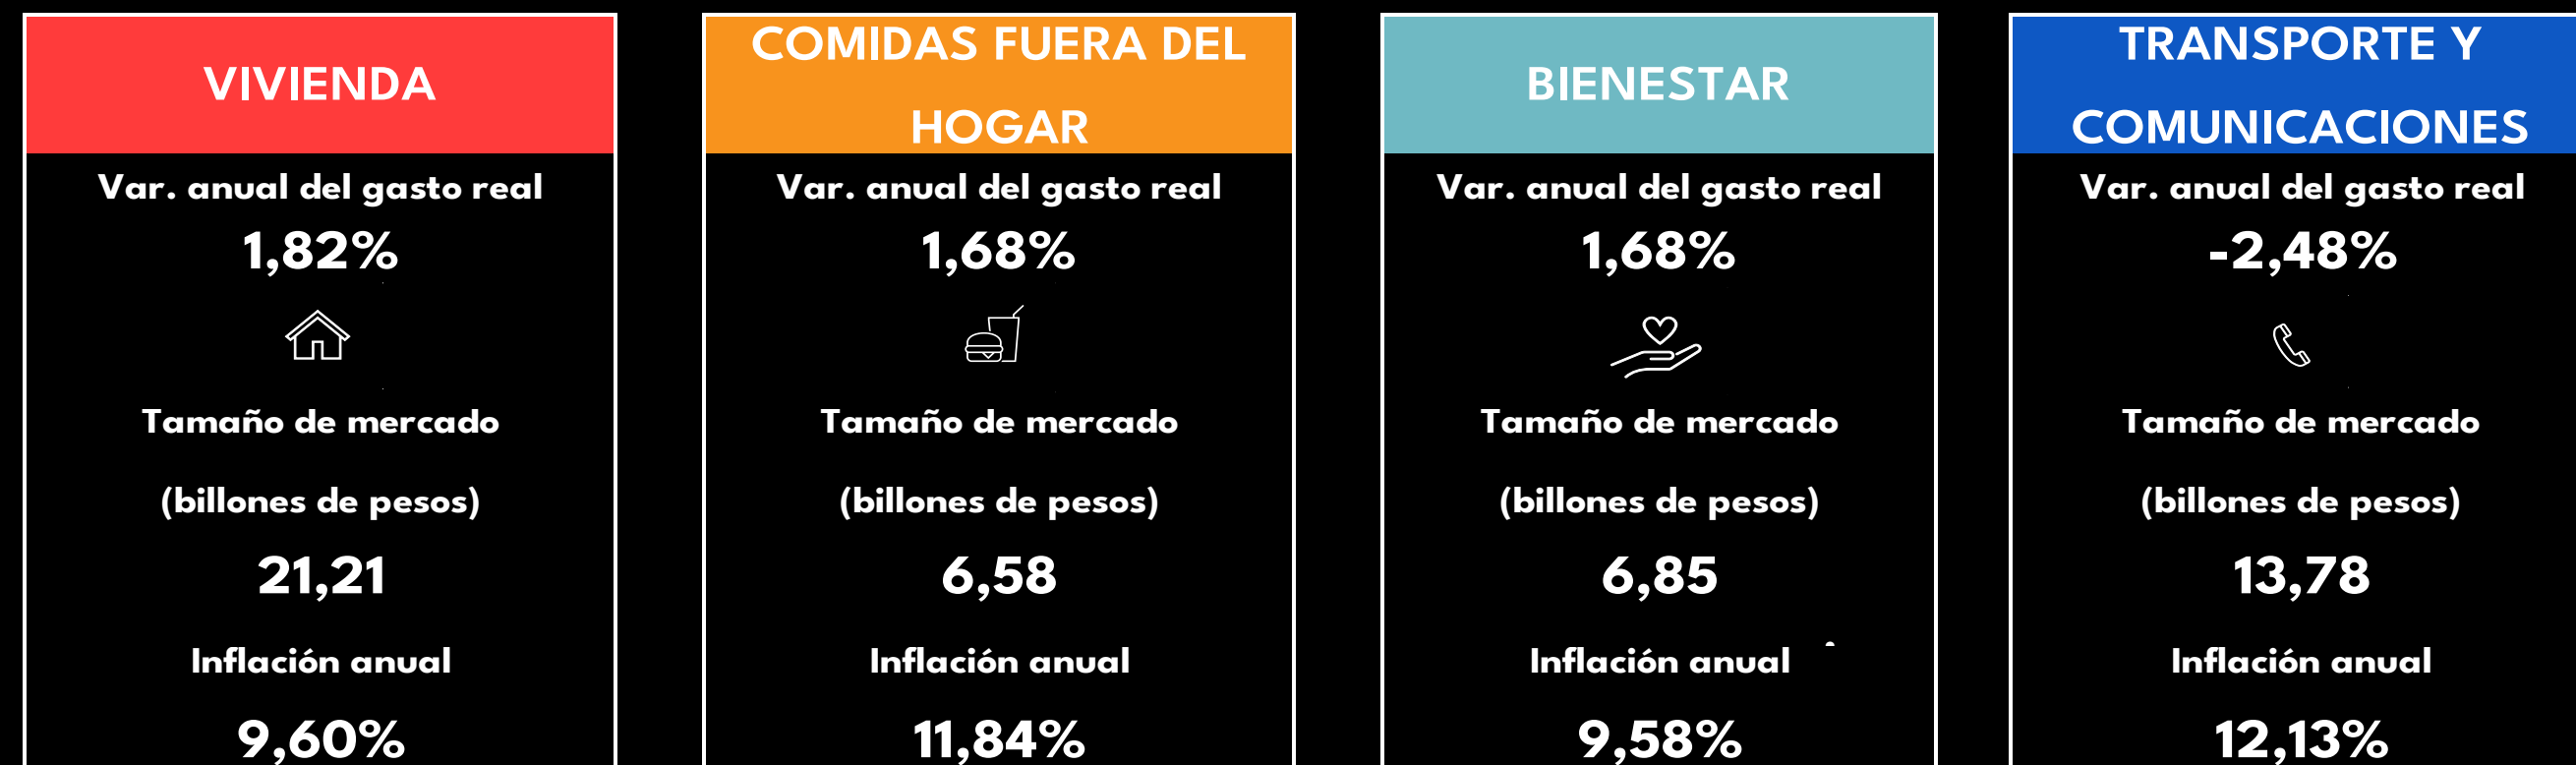 VIVIENDA
Var. anual del gasto real
1,82%
Tamaño de mercado
(billones de pesos)
21,21
Inflación anual
9,60%
COMIDAS FUERA DEL
HOGAR
Var. anual del gasto real
1,68%
Tamaño de mercado
(billones de pesos)
6,58
Inflación anual
11,84%
BIENESTAR
Var. anual del gasto real
1,68%
Tamaño de mercado
(billones de pesos)
6,85
Inflación anual
9,58%
TRANSPORTE Y
COMUNICACIONES
Var. anual del gasto real
-2,48%
Tamaño de mercado
(billones de pesos)
13,78
Inflación anual
12,13%